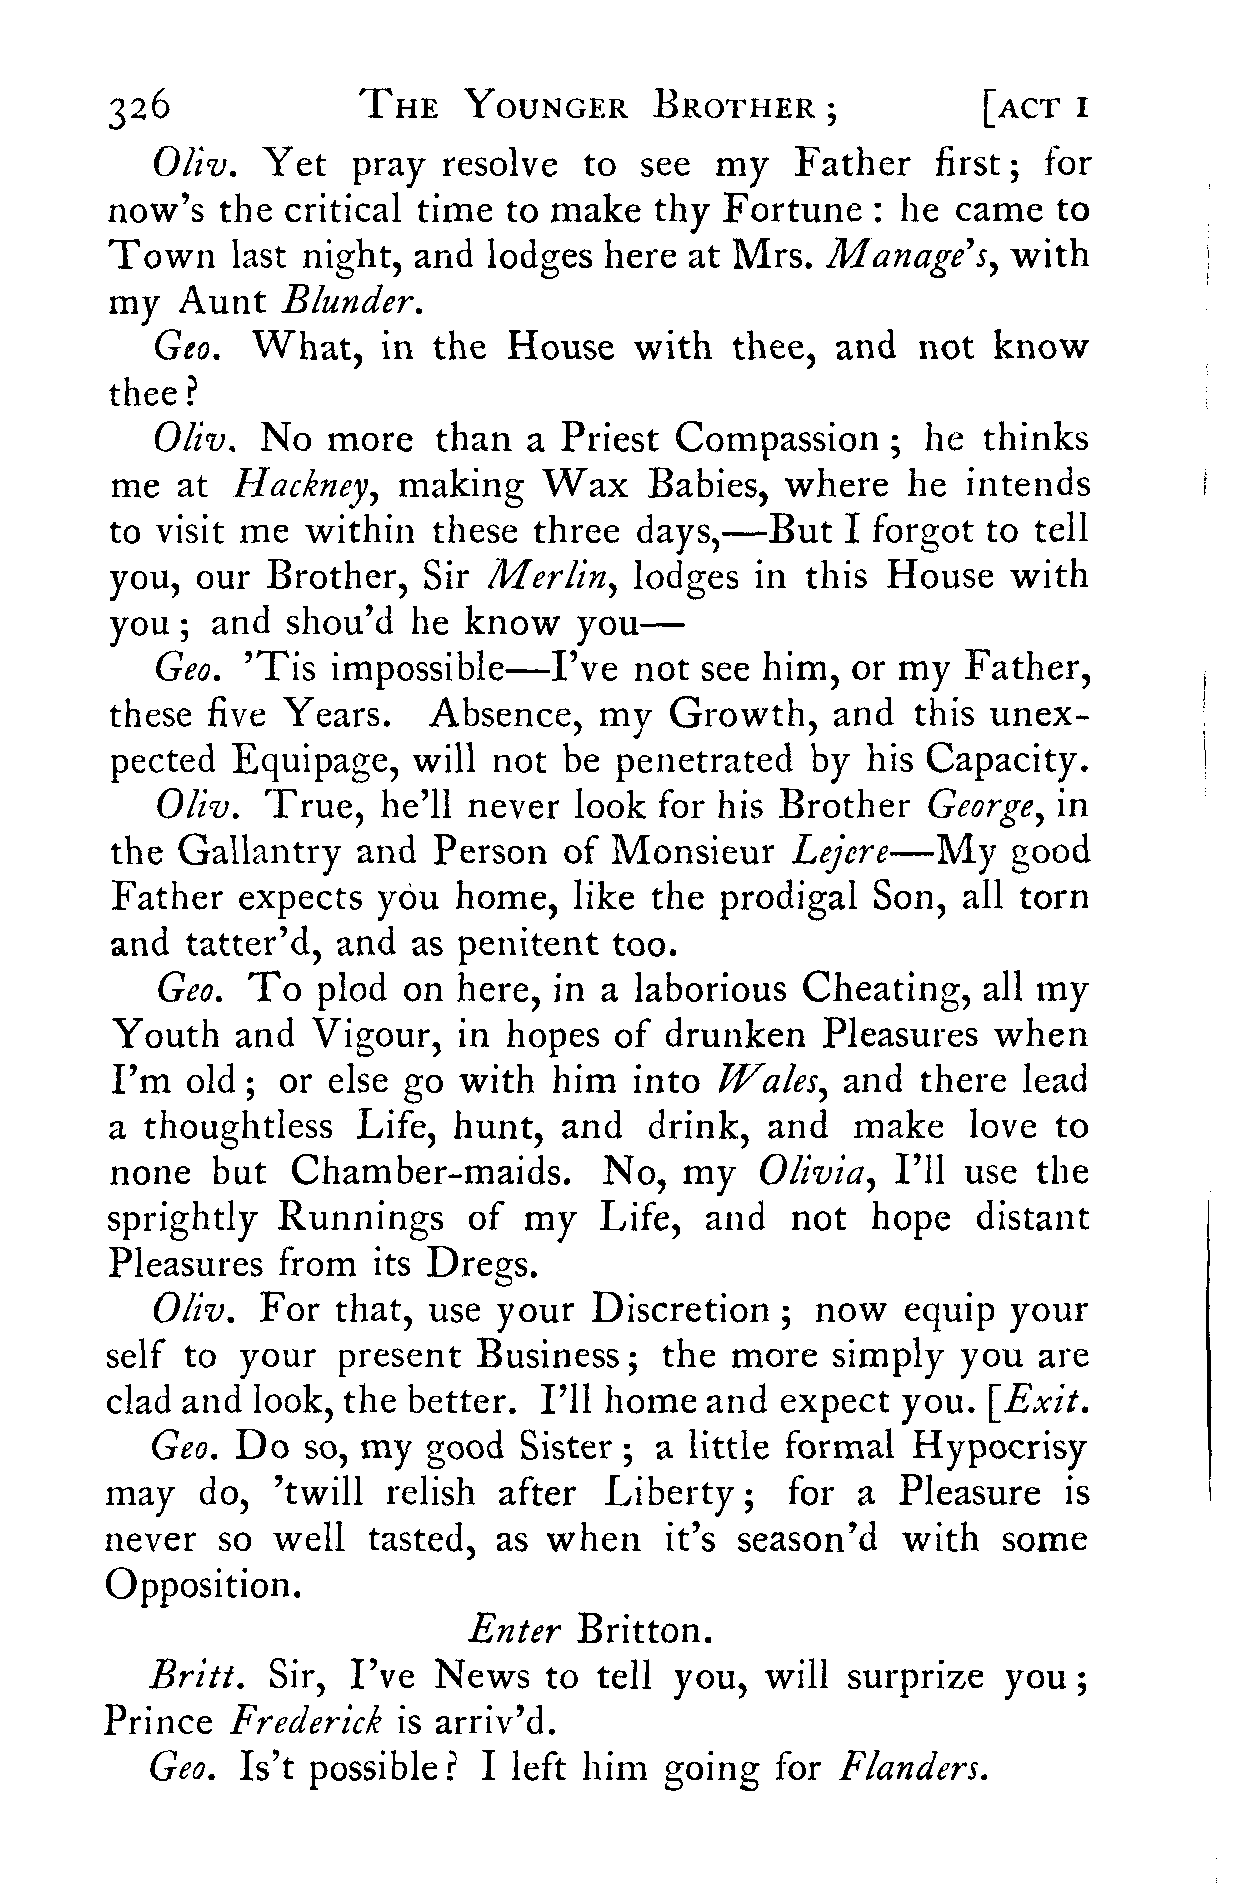 326 The Younger Brother ; [ACT I
Oliv. Yet pray resolve to see my Father first ; for
now's the critical time to make thy Fortune : he came to
Town last night, and lodges here at Mrs. Manage's, with
my Aunt Blunder.
Geo. What, in the House with thee, and not know
thee ?
Oliv. No more than a Priest Compassion ; he thinks
me at Hackney, making Wax Babies, where he intends
to visit me within these three days,—But I forgot to tell
you, our Brother, Sir Merlin, lodges in this House with
you ; and shou'd he know you—
Geo. 'Tis impossible—I've not see him, or my Father,
these five Years. Absence, my Growth, and this unex-
pected Equipage, will not be penetrated by his Capacity.
Oliv. True, he'll never look for his Brother George, in
the Gallantry and Person of Monsieur Lejere—My good
Father expects you home, like the prodigal Son, all torn
and tatter'd, and as penitent too.
Geo. To plod on here, in a laborious Cheating, all my
Youth and Vigour, in hopes of drunken Pleasures when
I'm old ; or else go with him into Wales, and there lead
a thoughtless Life, hunt, and drink, and make love to
none but Chamber-maids. No, my Olivia, I'll use the
sprightly Runnings of my Life, and not hope distant
Pleasures from its Dregs.
Oliv. For that, use your Discretion ; now equip your
self to your present Business ; the more simply you are
clad and look, the better. I'll home and expect you. [Exit.
Geo. Do so, my good Sister ; a little formal Hypocrisy
may do, 'twill relish after Liberty ; for a Pleasure is
never so well tasted, as when it's season'd with some
Opposition.
Enter Britton.
Britt. Sir, I've News to tell you, will surprize you ;
Prince Frederick is arriv'd.
Geo. Is't possible ? I left him going for Flanders.